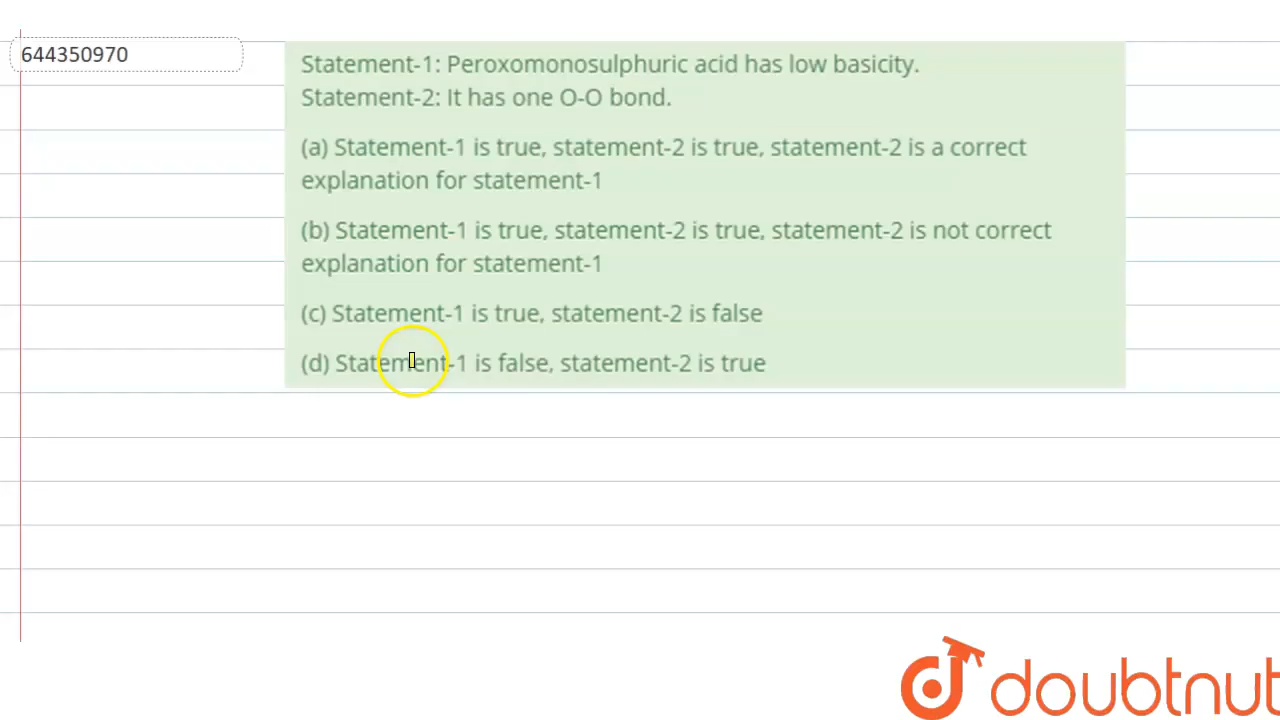 644350970
Statement-1: Peroxomonosulphuric acid has low basicity.
Statement-2: It has one O-O bond.
(a) Statement-1 is true, statement-2 is true, statement-2 is a correct
explanation for statement-1
(b) Statement-1 is true, statement-2 is true, statement-2 is not correct
explanation for statement-1
(c) Statement-1 is true, statement-2 is false
(d) Statement-1 is false, statement-2 is true
doubtnut